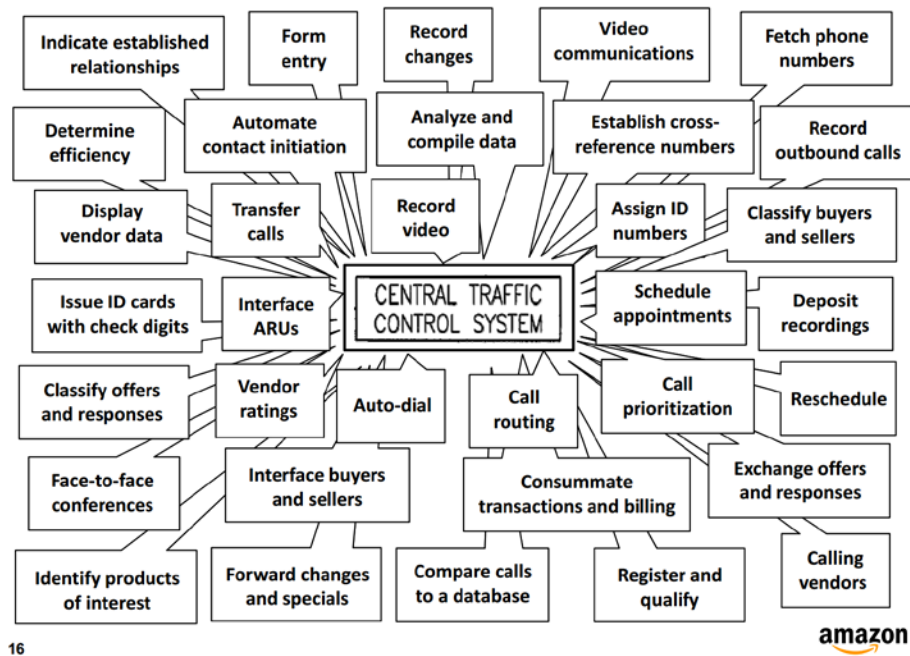 Indicate established
relationships
Form
entry
Record
changes
Video
communications
Fetch phone
numbers
Determine
efficiency
Automate
contact initiation
Analyze and
compile data
Establish cross-
reference numbers
Record
outbound calls
Display
vendor data
Transfer
calls
Record
video
Assign ID
numbers
Classify buyers
and sellers
Issue ID cards
with check digits
Interface
ARUs
CENTRAL TRAFFIC
CONTROL SYSTEM
Schedule
appointments
Deposit
recordings
Classify offers
and responses
Vendor
ratings
Auto-dial
Call
routing
Call
prioritization
Reschedule
Face-to-face
conferences
Interface buyers
and sellers
Consummate
transactions and billing
Exchange offers
and responses
Identify products
of interest
Forward changes
and specials
Compare calls
to a database
Register and
qualify
Calling
vendors
16
amazon